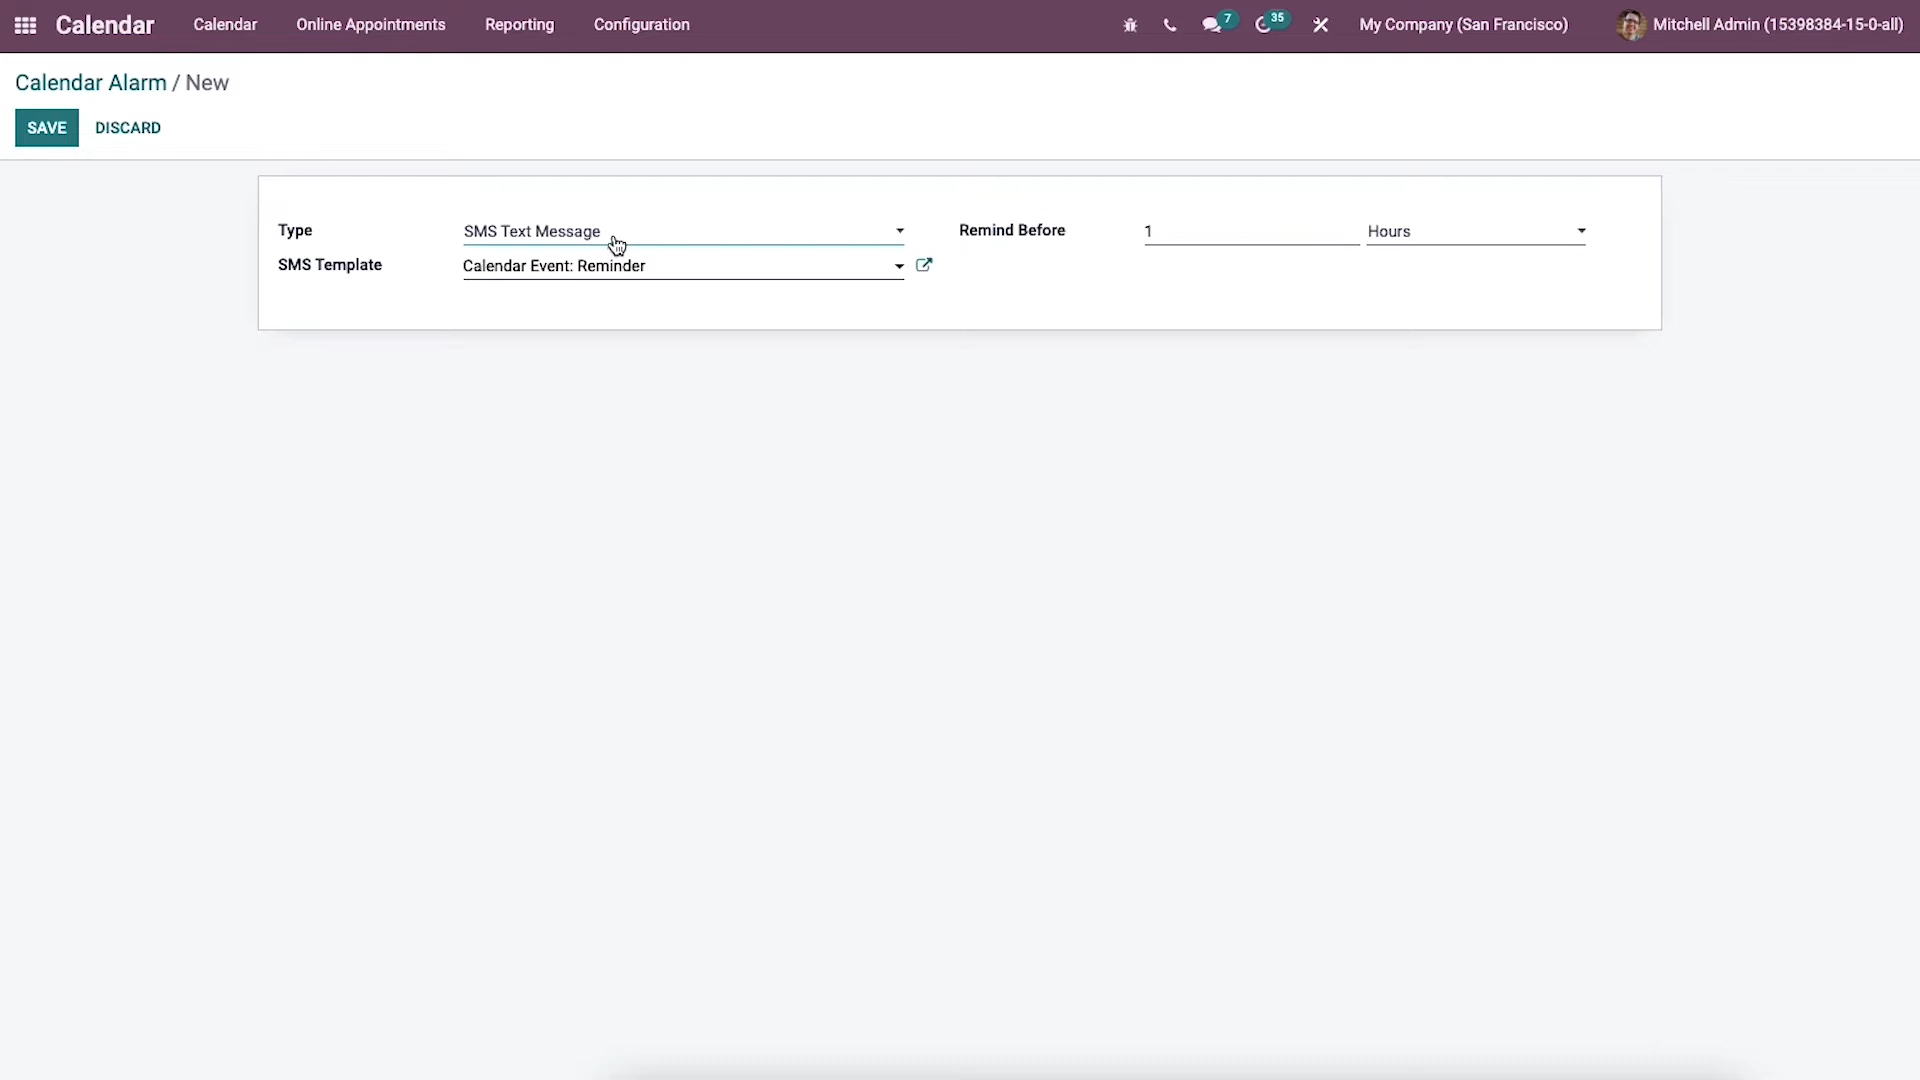 Calendar Calendar Online Appointments Reporting Configuration 7 35 My Company (San Francisco) Mitchell Admin (15398384-15-0-all)
Calendar Alarm / New
SAVE DISCARD
Type SMS Text Message Remind Before 1 Hours
SMS Template Calendar Event: Reminder